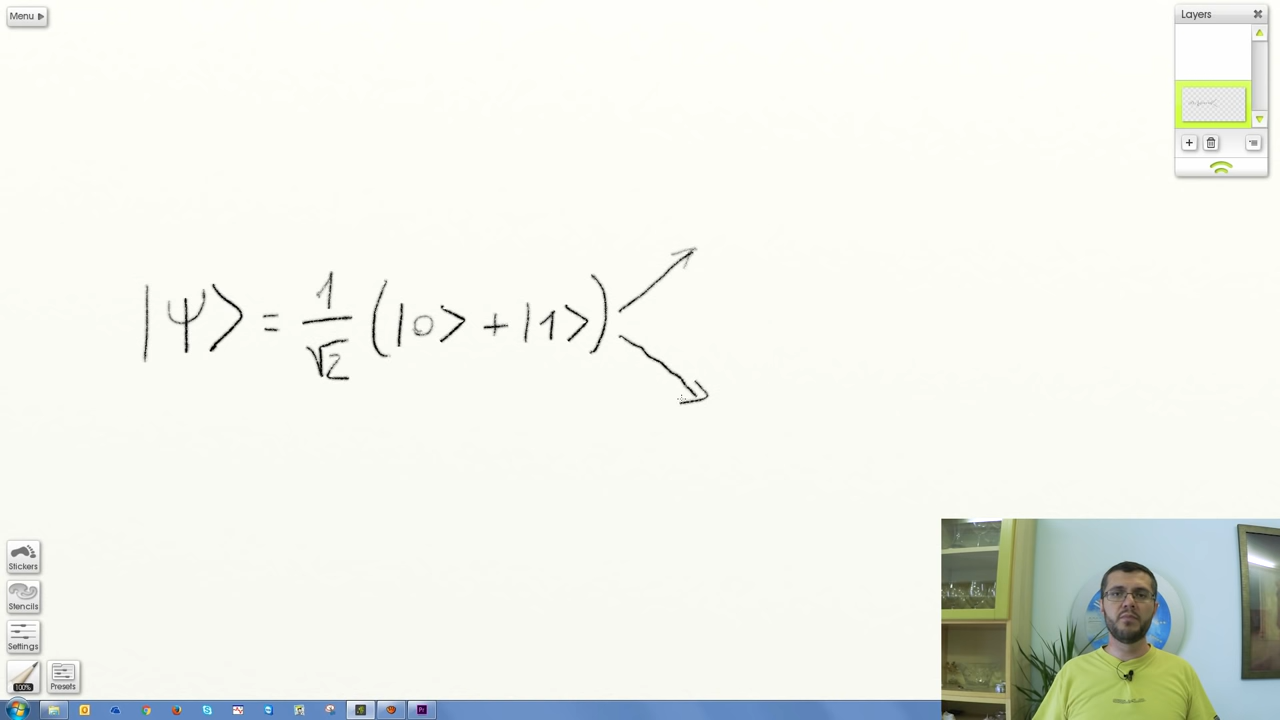 Menu
Layers
|ψ> = 1/√2 (|0> + |1>)
Stickers
Stencils
Settings
100%
Presets